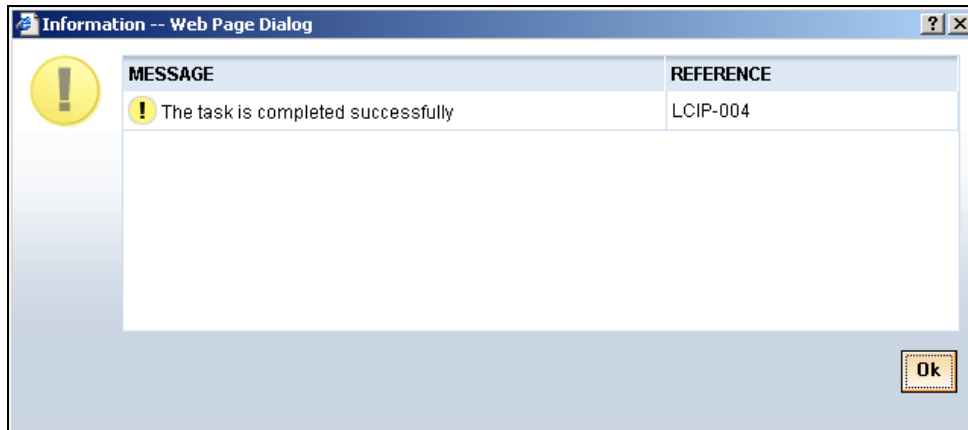 Information -- Web Page Dialog
MESSAGE REFERENCE
The task is completed successfully LCIP-004
Ok